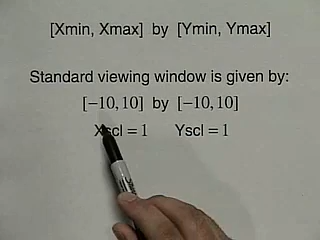 [Xmin, Xmax] by [Ymin, Ymax]
Standard viewing window is given by:
[−10,10] by [−10,10]
Xscl = 1 Yscl = 1